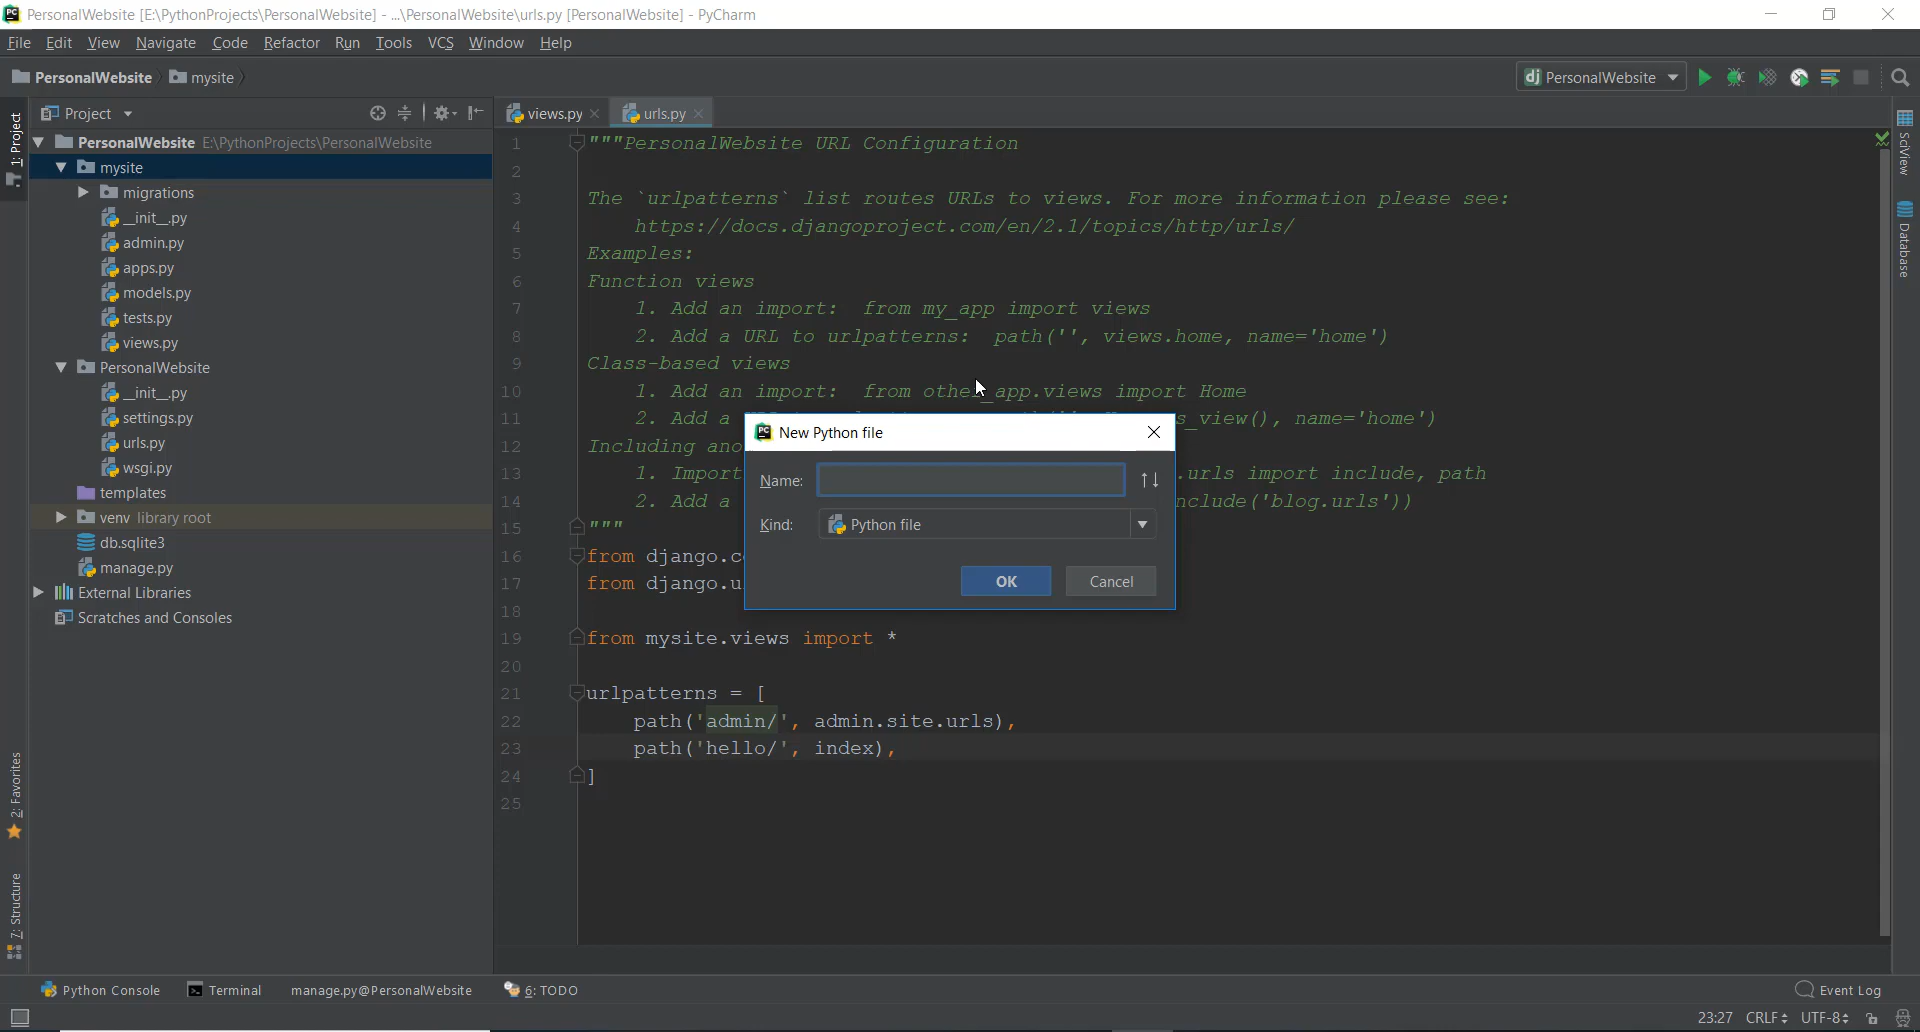 PersonalWebsite [E:\PythonProjects\PersonalWebsite] - ...\PersonalWebsite\urls.py [PersonalWebsite] - PyCharm
File Edit View Navigate Code Refactor Run Tools VCS Window Help
PersonalWebsite mysite
dj PersonalWebsite
1: Project
Project
PersonalWebsite E:\PythonProjects\PersonalWebsite
mysite
migrations
__init__.py
admin.py
apps.py
models.py
tests.py
views.py
PersonalWebsite
__init__.py
settings.py
urls.py
wsgi.py
templates
venv library root
db.sqlite3
manage.py
External Libraries
Scratches and Consoles
2: Favorites
7: Structure
views.py urls.py
1 """PersonalWebsite URL Configuration
2
3 The `urlpatterns` list routes URLs to views. For more information please see:
4 https://docs.djangoproject.com/en/2.1/topics/http/urls/
5 Examples:
6 Function views
7 1. Add an import:  from my_app import views
8 2. Add a URL to urlpatterns:  path('', views.home, name='home')
9 Class-based views
10 1. Add an import:  from other_app.views import Home
11 2. Add a s_view(), name='home')
12 Including ano
13 1. Import .urls import include, path
14 2. Add a nclude('blog.urls'))
15 """
16 from django.c
17 from django.u
18
19 from mysite.views import *
20
21 urlpatterns = [
22 path('admin/', admin.site.urls),
23 path('hello/', index),
24 ]
25
New Python file
Name:
Kind: Python file
OK Cancel
SciView
Database
Python Console Terminal manage.py@PersonalWebsite 6: TODO Event Log
23:27 CRLF UTF-8